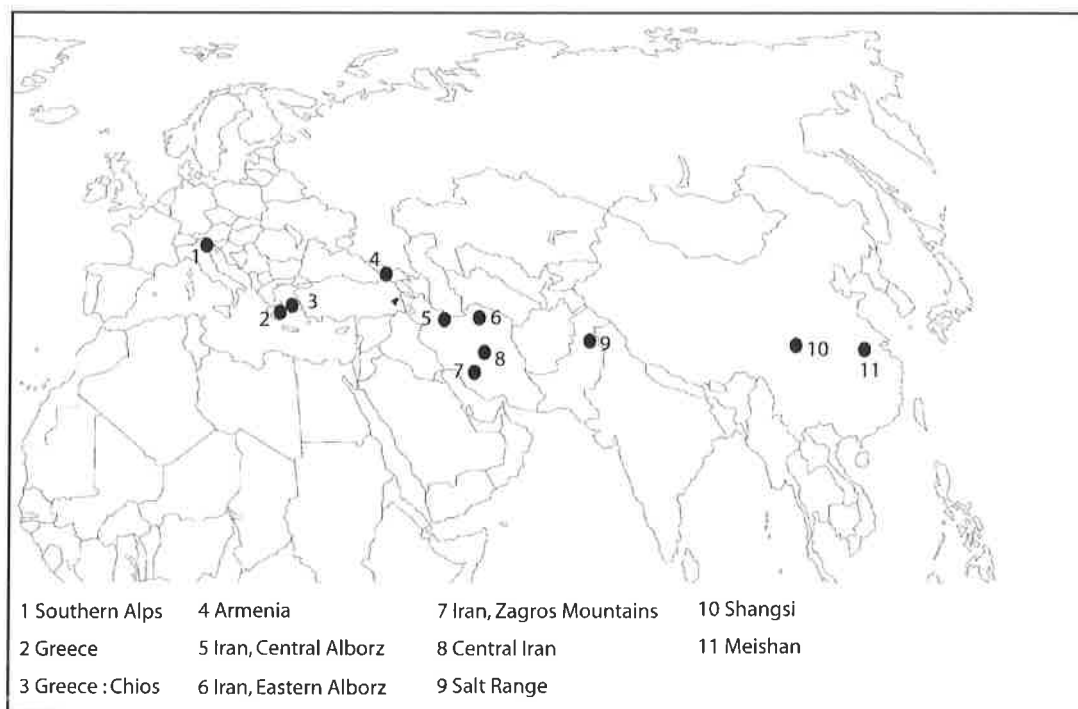 1
2
3
4
5
6
7
8
9
10
11
1 Southern Alps
2 Greece
3 Greece : Chios
4 Armenia
5 Iran, Central Alborz
6 Iran, Eastern Alborz
7 Iran, Zagros Mountains
8 Central Iran
9 Salt Range
10 Shangsi
11 Meishan